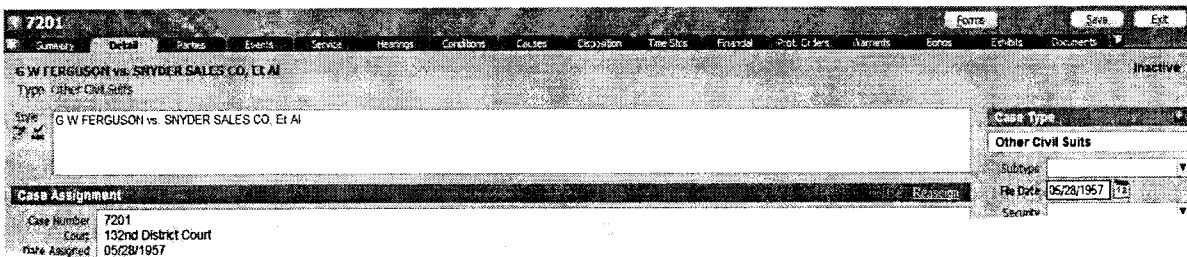 7201
Forms Save Exit
Summary Detail Parties Events Service Hearings Conditions Causes Disposition Time Stds Financial Prot. Orders Warrants Bonds Exhibits Documents
G W FERGUSON vs. SNYDER SALES CO, Et Al
Inactive
Type Other Civil Suits
Style
G W FERGUSON vs. SNYDER SALES CO, Et Al
Case Type
Other Civil Suits
Subtype
Case Assignment Reassign
File Date 05/28/1957
Case Number 7201
Security
Court 132nd District Court
Date Assigned 05/28/1957